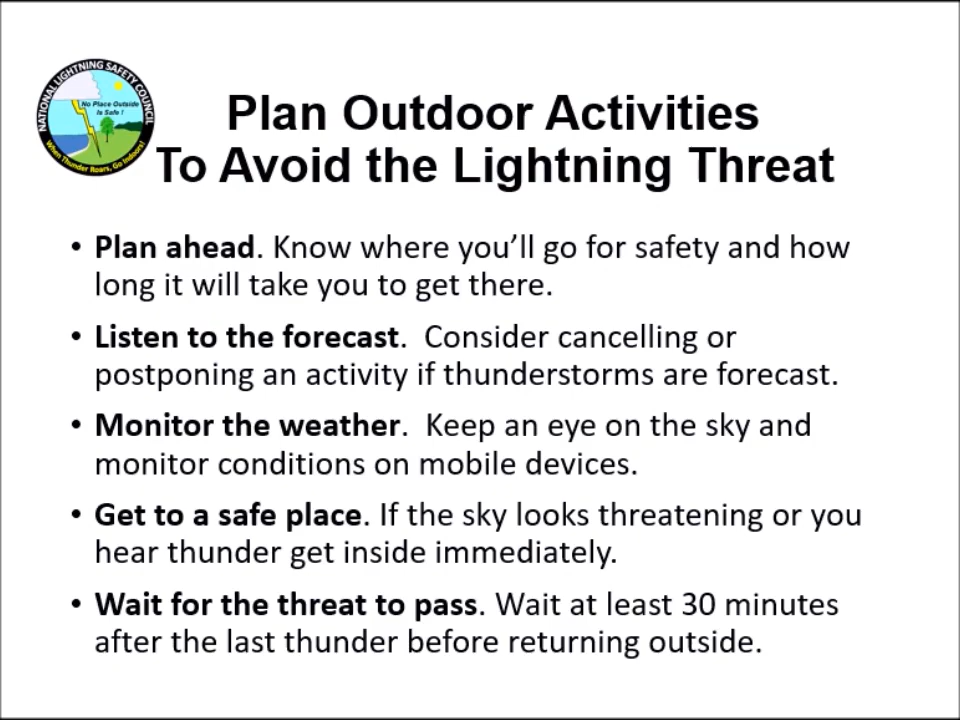 NATIONAL LIGHTNING SAFETY COUNCIL
No Place Outside
Is Safe !
When Thunder Roars, Go Indoors!
Plan Outdoor Activities
To Avoid the Lightning Threat
• Plan ahead. Know where you’ll go for safety and how
long it will take you to get there.
• Listen to the forecast.  Consider cancelling or
postponing an activity if thunderstorms are forecast.
• Monitor the weather.  Keep an eye on the sky and
monitor conditions on mobile devices.
• Get to a safe place. If the sky looks threatening or you
hear thunder get inside immediately.
• Wait for the threat to pass. Wait at least 30 minutes
after the last thunder before returning outside.